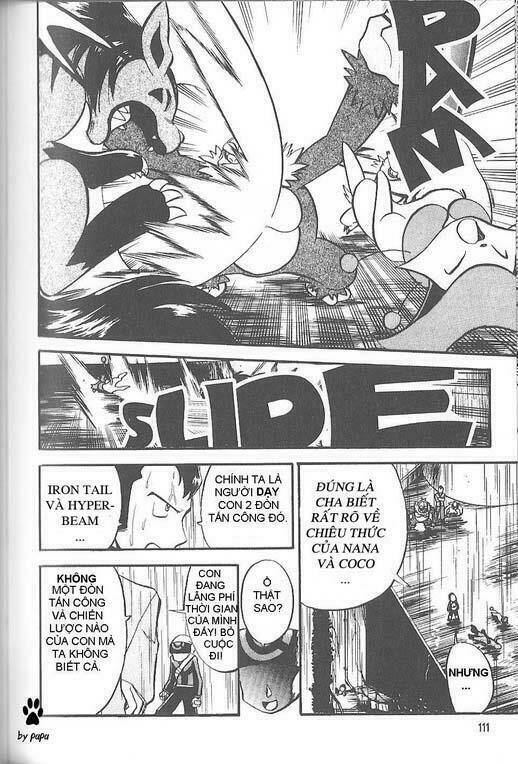 DAM
SLIDE
ĐÚNG LÀ
CHA BIẾT
RẤT RÕ VỀ
CHIÊU THỨC
CỦA NANA
VÀ COCO
...
CHÍNH TA LÀ
NGƯỜI DẠY
CON 2 ĐÒN
TẤN CÔNG ĐÓ.
IRON TAIL
VÀ HYPER-
BEAM
...
NHƯNG
...
Ồ THẬT
SAO?
CON
ĐANG
LÃNG PHÍ
THỜI GIAN
CỦA MÌNH
ĐẤY! BỎ
CUỘC ĐI!
KHÔNG
MỘT ĐÒN
TẤN CÔNG
VÀ CHIẾN
LƯỢC NÀO
CỦA CON MÀ
TA KHÔNG
BIẾT CẢ.
by papa
111